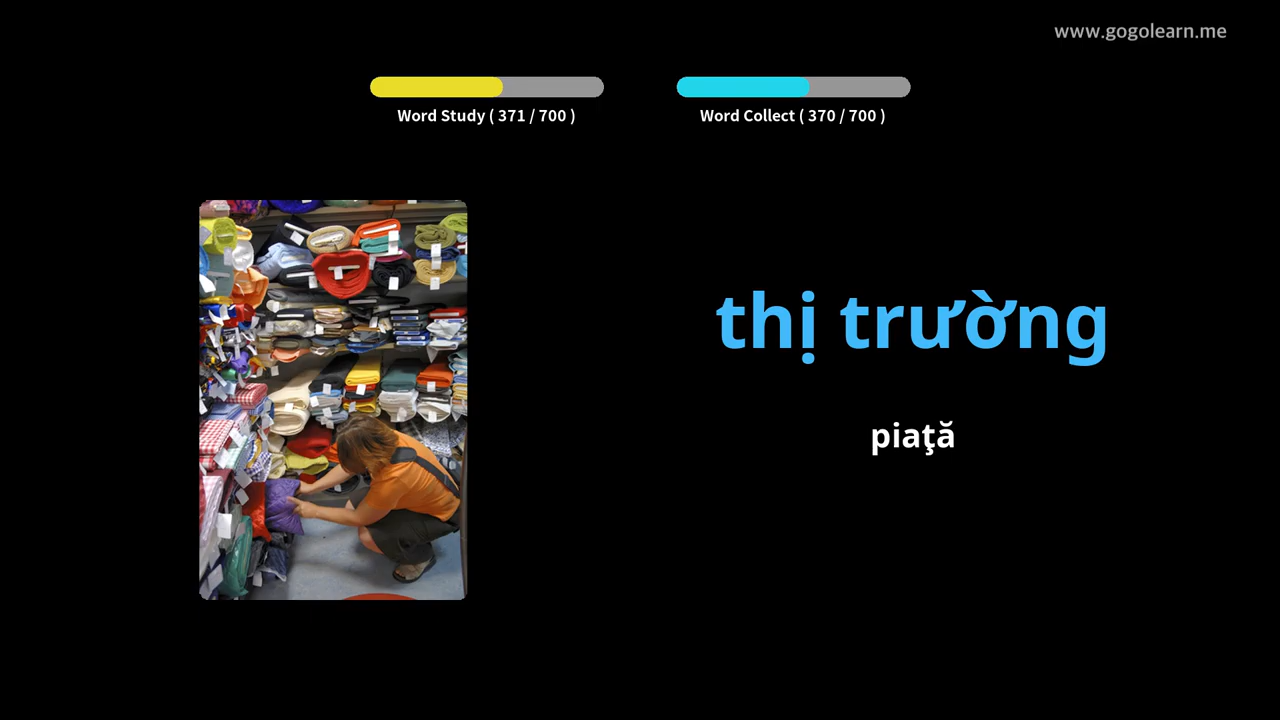 www.gogolearn.me
Word Study ( 371 / 700 )
Word Collect ( 370 / 700 )
thị trường
piaţă